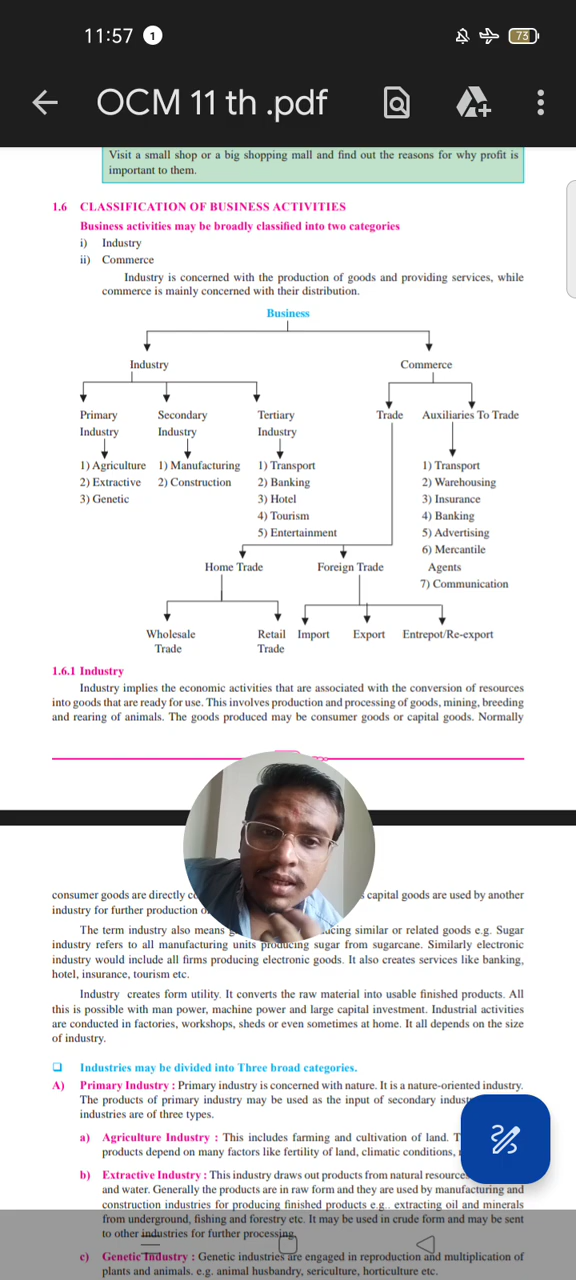 11:57 1
73
OCM 11 th .pdf
Visit a small shop or a big shopping mall and find out the reasons for why profit is
important to them.
1.6 CLASSIFICATION OF BUSINESS ACTIVITIES
Business activities may be broadly classified into two categories
i) Industry
ii) Commerce
Industry is concerned with the production of goods and providing services, while
commerce is mainly concerned with their distribution.
Business
Industry Commerce
Primary Secondary Tertiary Trade Auxiliaries To Trade
Industry Industry Industry
1) Agriculture 1) Manufacturing 1) Transport 1) Transport
2) Extractive 2) Construction 2) Banking 2) Warehousing
3) Genetic 3) Hotel 3) Insurance
4) Tourism 4) Banking
5) Entertainment 5) Advertising
6) Mercantile
Home Trade Foreign Trade Agents
7) Communication
Wholesale Retail Import Export Entrepot/Re-export
Trade Trade
1.6.1 Industry
Industry implies the economic activities that are associated with the conversion of resources
into goods that are ready for use. This involves production and processing of goods, mining, breeding
and rearing of animals. The goods produced may be consumer goods or capital goods. Normally
consumer goods are directly capital goods are used by another
industry for further production
The term industry also means similar or related goods e.g. Sugar
industry refers to all manufacturing units producing sugar from sugarcane. Similarly electronic
industry would include all firms producing goods. It also creates services like banking,
hotel, insurance, tourism etc.
Industry creates form utility. It converts the raw material into usable finished products. All
this is possible with man power, machine power and large capital investment. Industrial activities
are conducted in factories, workshops, sheds or even sometimes at home. It all depends on the size
of industry.
❑ Industries may be divided into Three broad categories.
A) Primary Industry : Primary industry is concerned with nature. It is a nature-oriented industry.
The products of primary industry may be used as the input of secondary
industries are of three types.
a) Agriculture Industry : This includes farming and cultivation of land.
products depend on many factors like fertility of land, climatic conditions,
b) Extractive Industry : This industry draws out products from natural
and water. Generally the products are in raw form and they are used by manufacturing and
construction industries for producing finished products e.g.. extracting oil and minerals
from underground, fishing and forestry etc. It may be used in crude form and may be sent
to other industries for further processing.
c) Genetic Industry : Genetic industries are engaged in reproduction and multiplication of
plants and animals. e.g. animal husbandry, sericulture, horticulture etc.